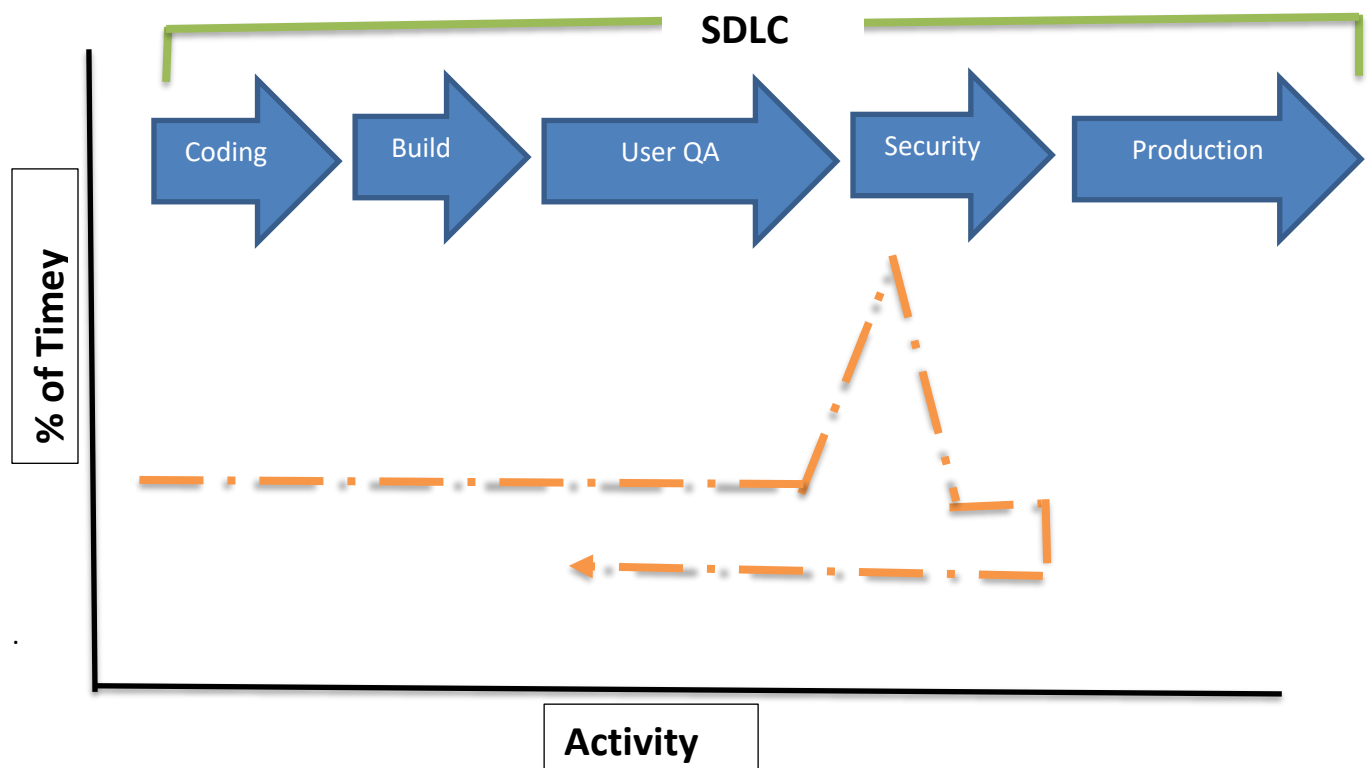 SDLC
Coding
Build
User QA
Security
Production
% of Timey
.
Activity